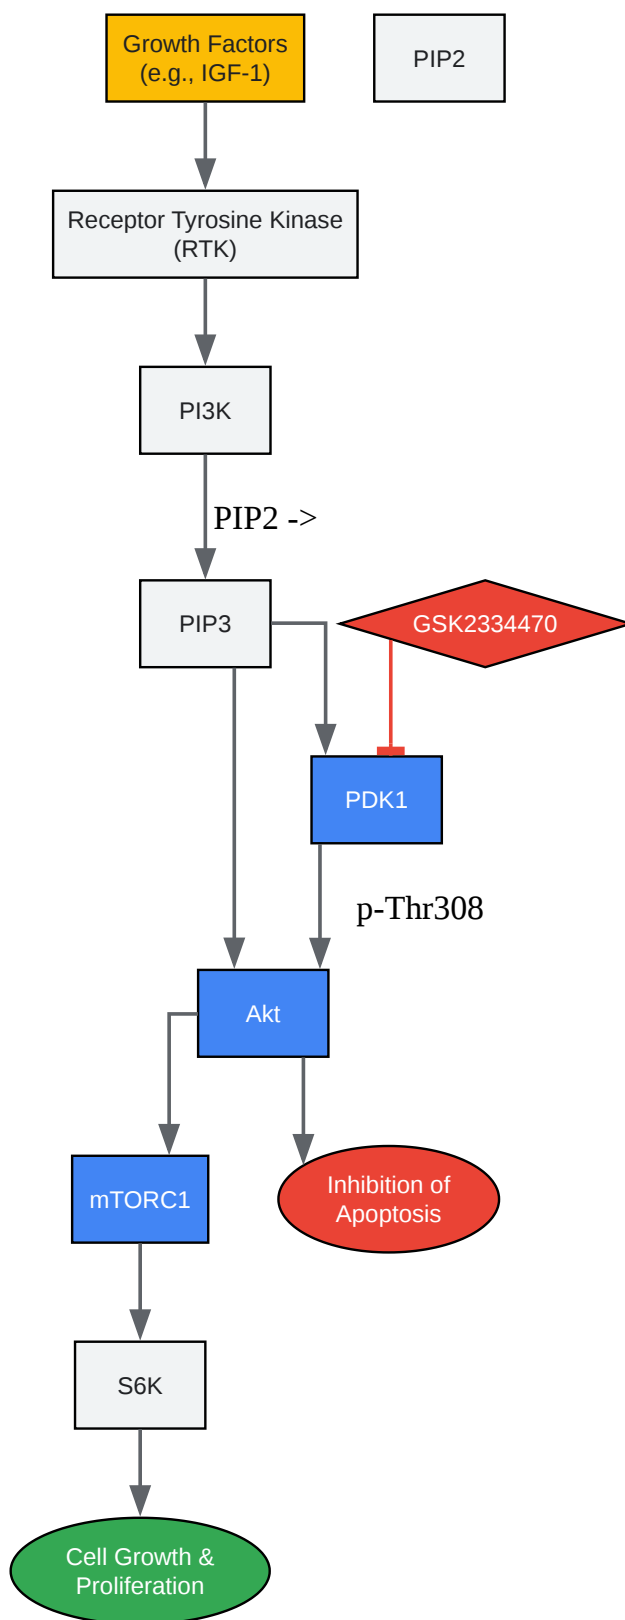 Growth Factors
(e.g., IGF-1)
PIP2
Receptor Tyrosine Kinase
(RTK)
PI3K
PIP2 ->
PIP3
GSK2334470
PDK1
p-Thr308
Akt
mTORC1
Inhibition of
Apoptosis
S6K
Cell Growth &
Proliferation